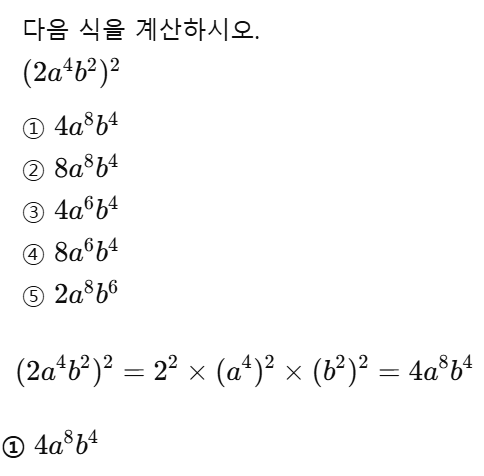 다음 식을 계산하시오.
(2a⁴b²)²
① 4a⁸b⁴
② 8a⁸b⁴
③ 4a⁶b⁴
④ 8a⁶b⁴
⑤ 2a⁸b⁶
(2a⁴b²)² = 2² × (a⁴)² × (b²)² = 4a⁸b⁴
① 4a⁸b⁴